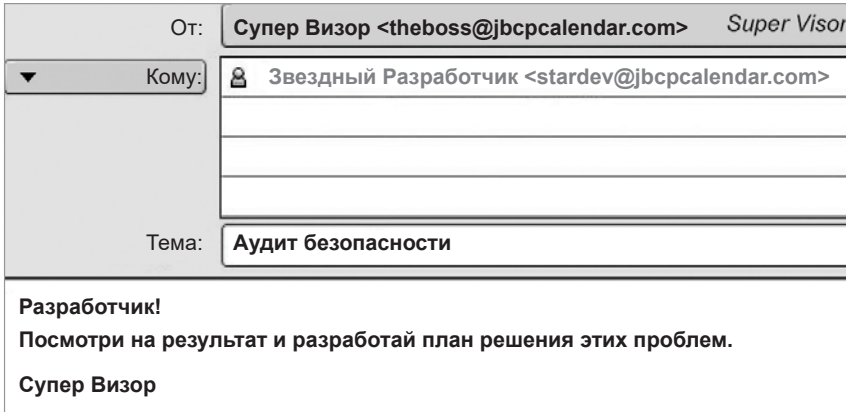 От: Супер Визор <theboss@jbcpcalendar.com> Super Visor
Кому: Звездный Разработчик <stardev@jbcpcalendar.com>
Тема: Аудит безопасности
Разработчик!
Посмотри на результат и разработай план решения этих проблем.
Супер Визор